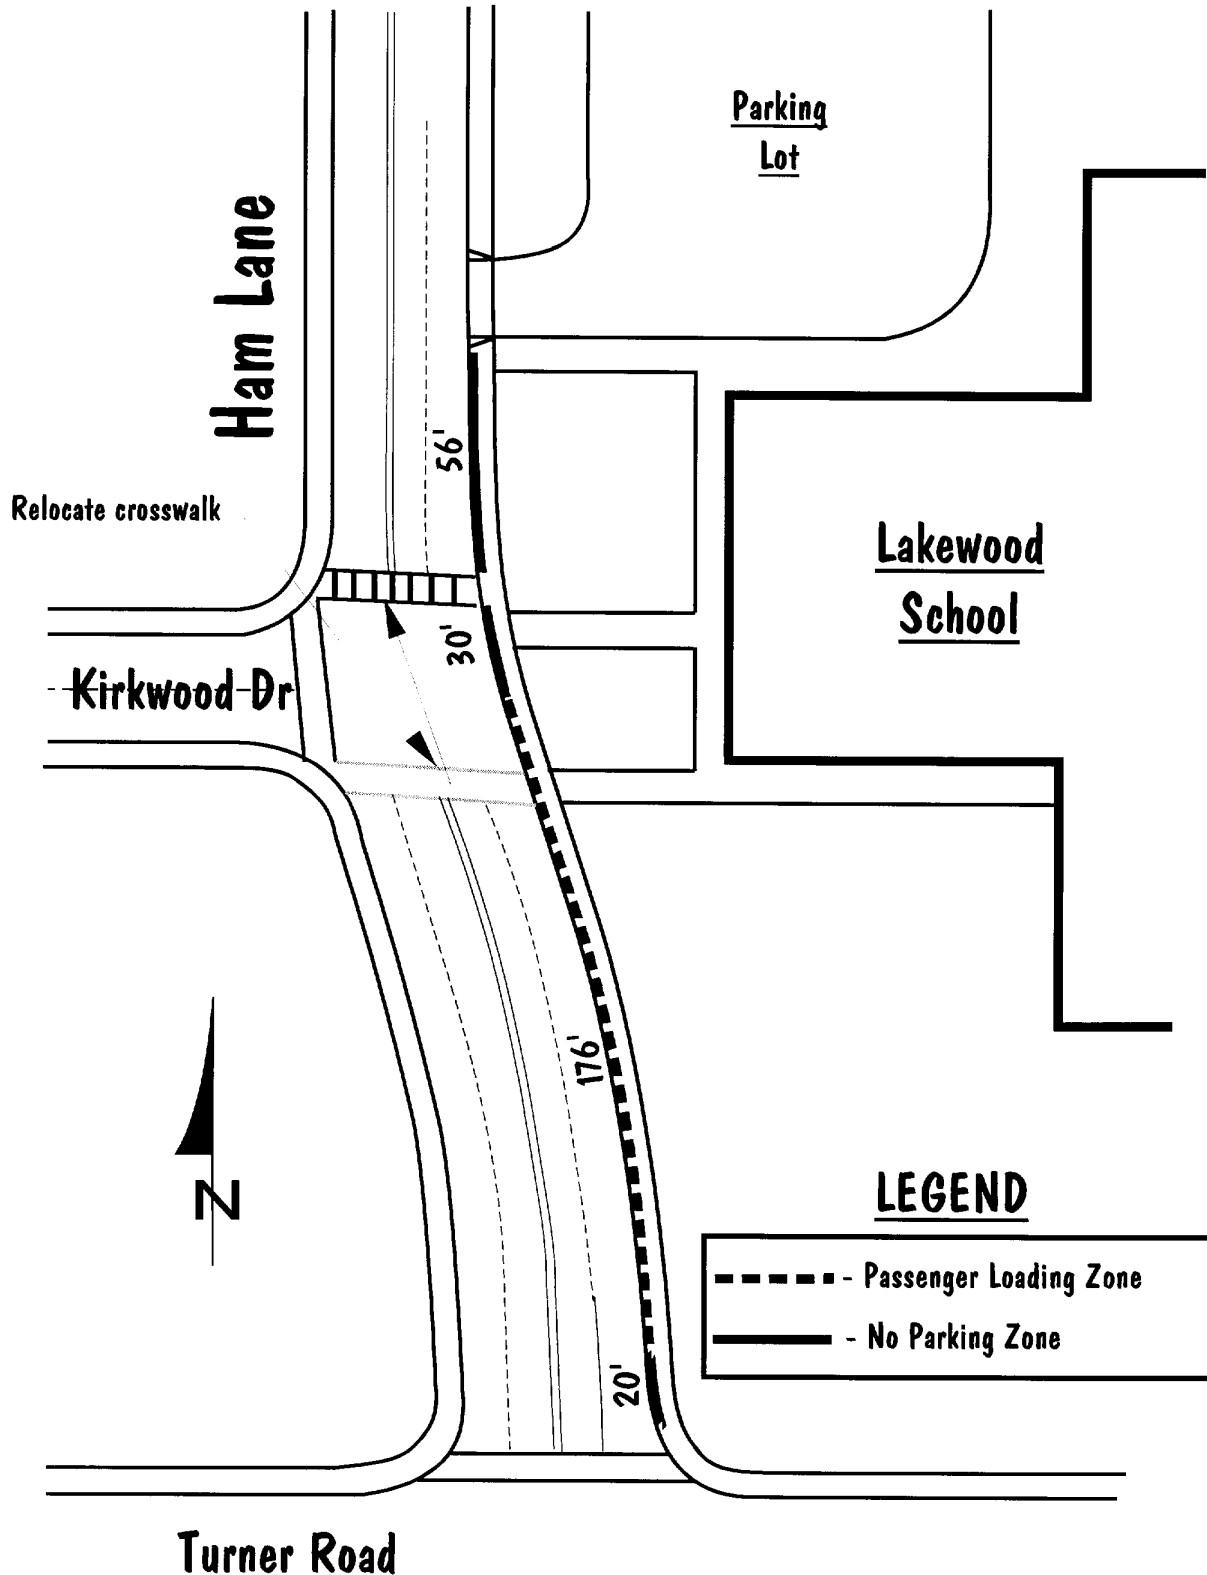 Parking
Lot
Ham Lane
56'
Relocate crosswalk
Lakewood
School
30'
Kirkwood Dr
176'
N
LEGEND
- Passenger Loading Zone
- No Parking Zone
20'
Turner Road